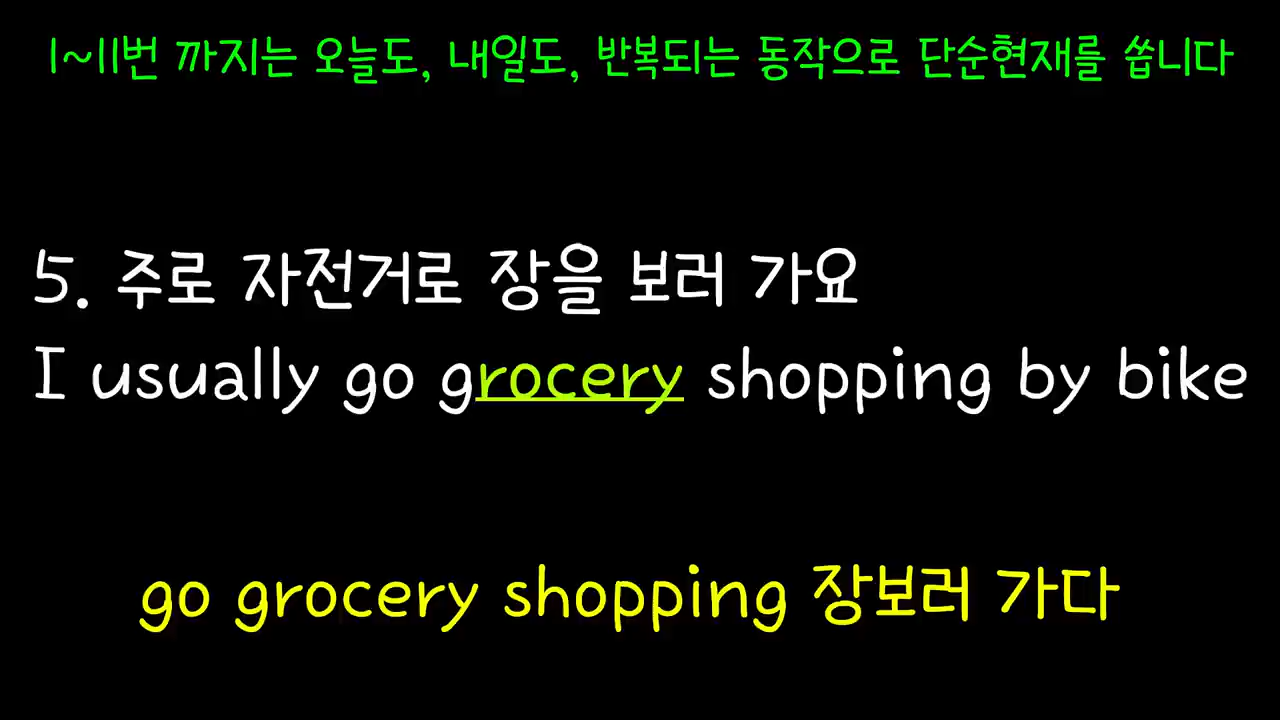 1~11번 까지는 오늘도, 내일도, 반복되는 동작으로 단순현재를 씁니다
5. 주로 자전거로 장을 보러 가요
I usually go grocery shopping by bike
go grocery shopping 장보러 가다